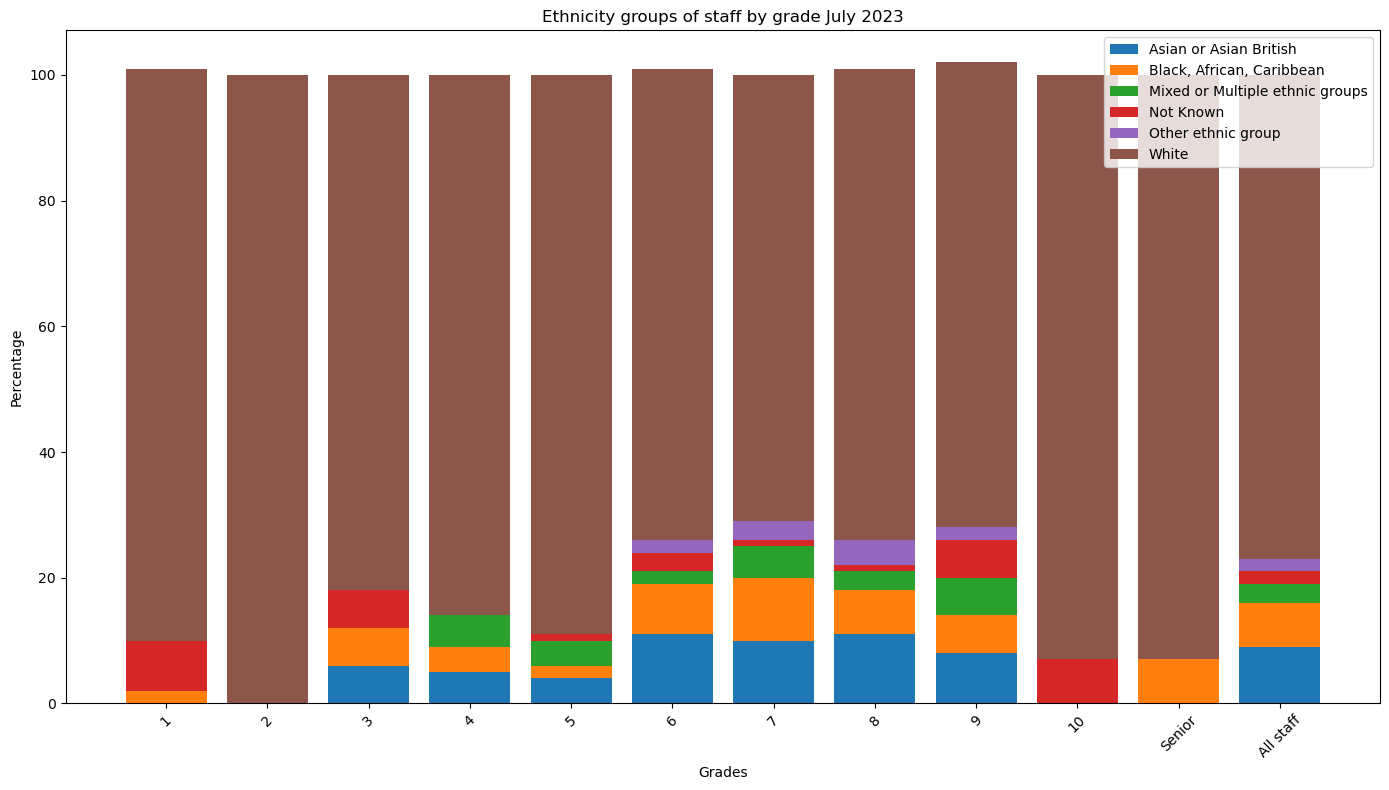 Ethnicity groups of staff by grade July 2023
Asian or Asian British
Black, African, Caribbean
Mixed or Multiple ethnic groups
Not Known
Other ethnic group
White
100
80
60
40
20
0
Percentage
1
2
3
4
5
6
7
8
9
10
Senior
All staff
Grades